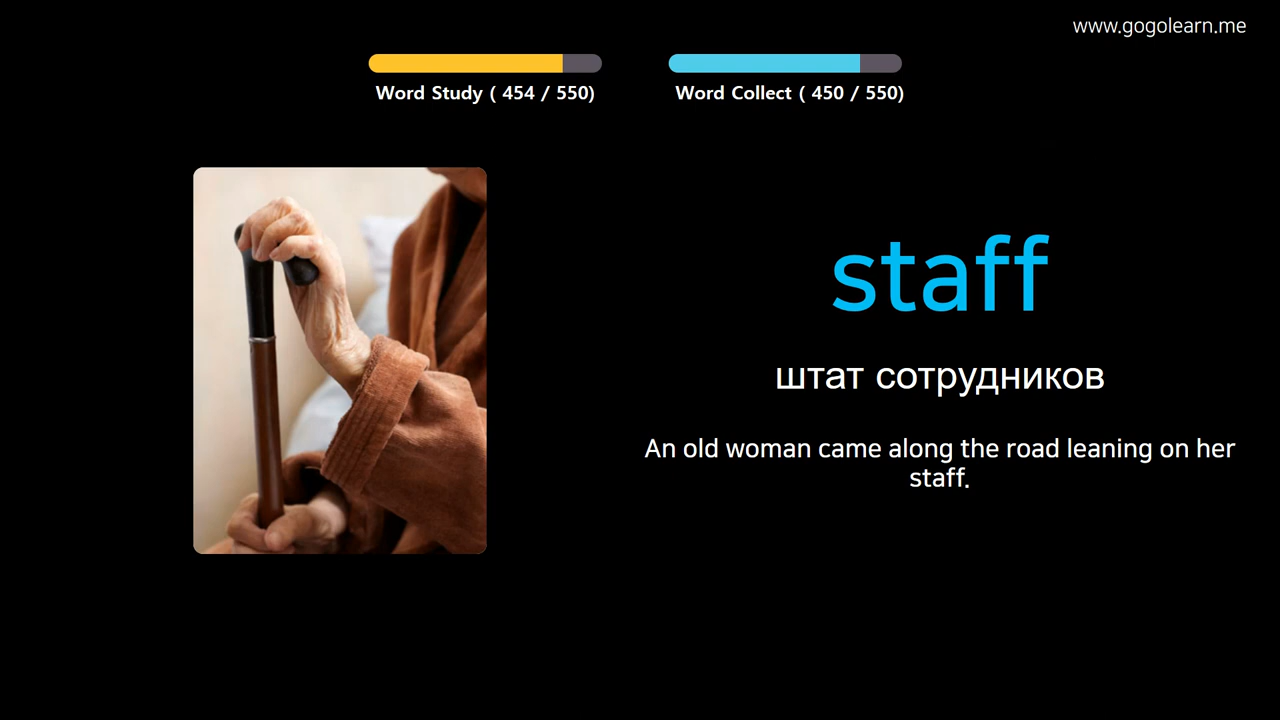 www.gogolearn.me
Word Study ( 454 / 550)
Word Collect ( 450 / 550)
staff
штат сотрудников
An old woman came along the road leaning on her
staff.